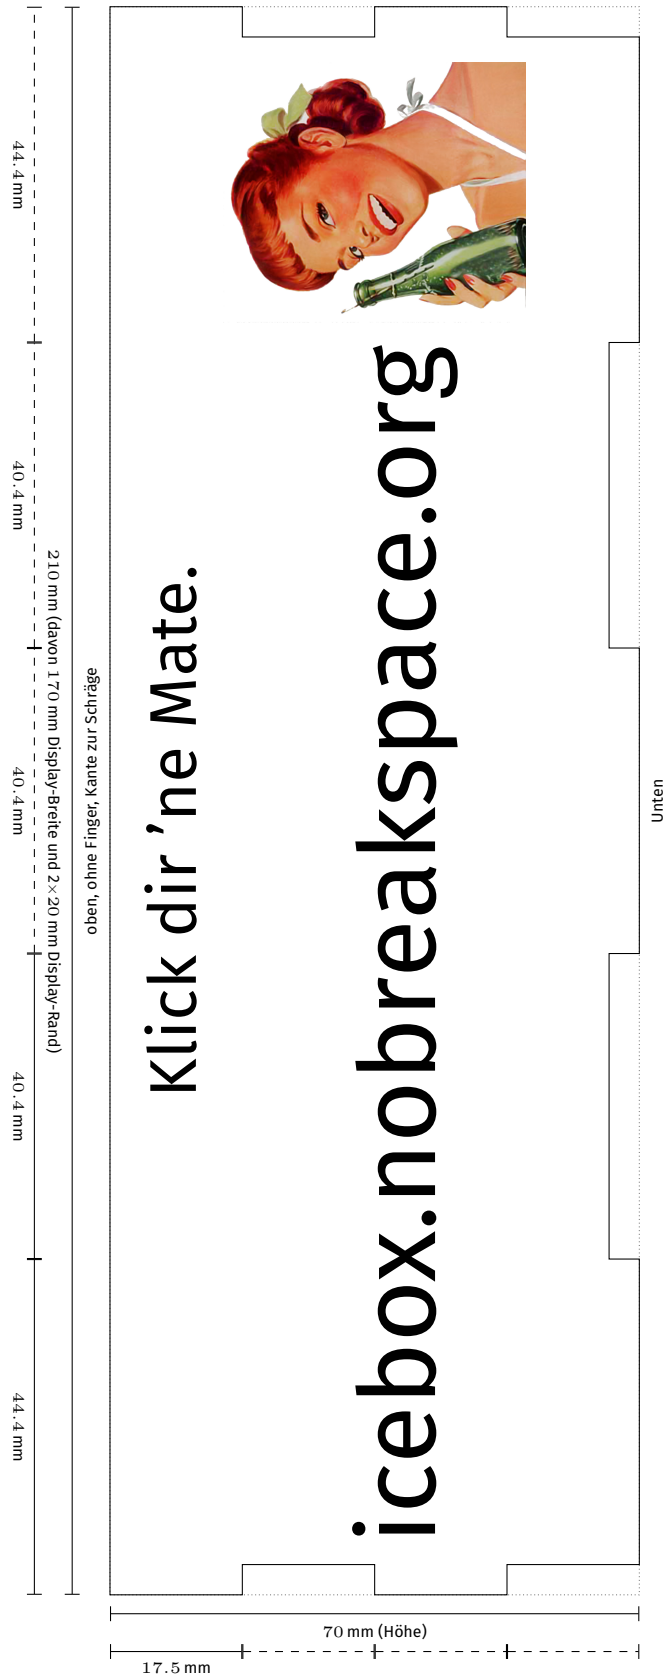 44.4 mm
40.4 mm
40.4 mm
40.4 mm
44.4 mm
210 mm (davon 170 mm Display-Breite und 2×20 mm Display-Rand)
oben, ohne Finger, Kante zur Schräge
Klick dir ’ne Mate.
icebox.nobreakspace.org
Unten
70 mm (Höhe)
17.5 mm